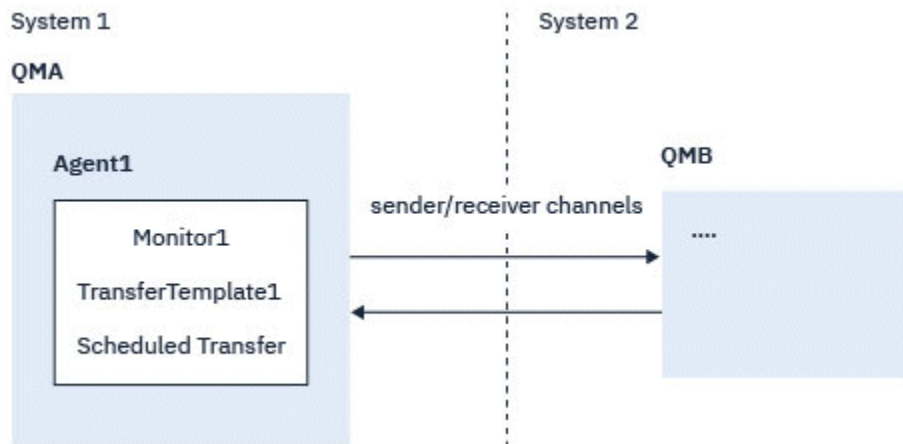 System 1
System 2
QMA
Agent1
QMB
sender/receiver channels
Monitor1
....
TransferTemplate1
Scheduled Transfer